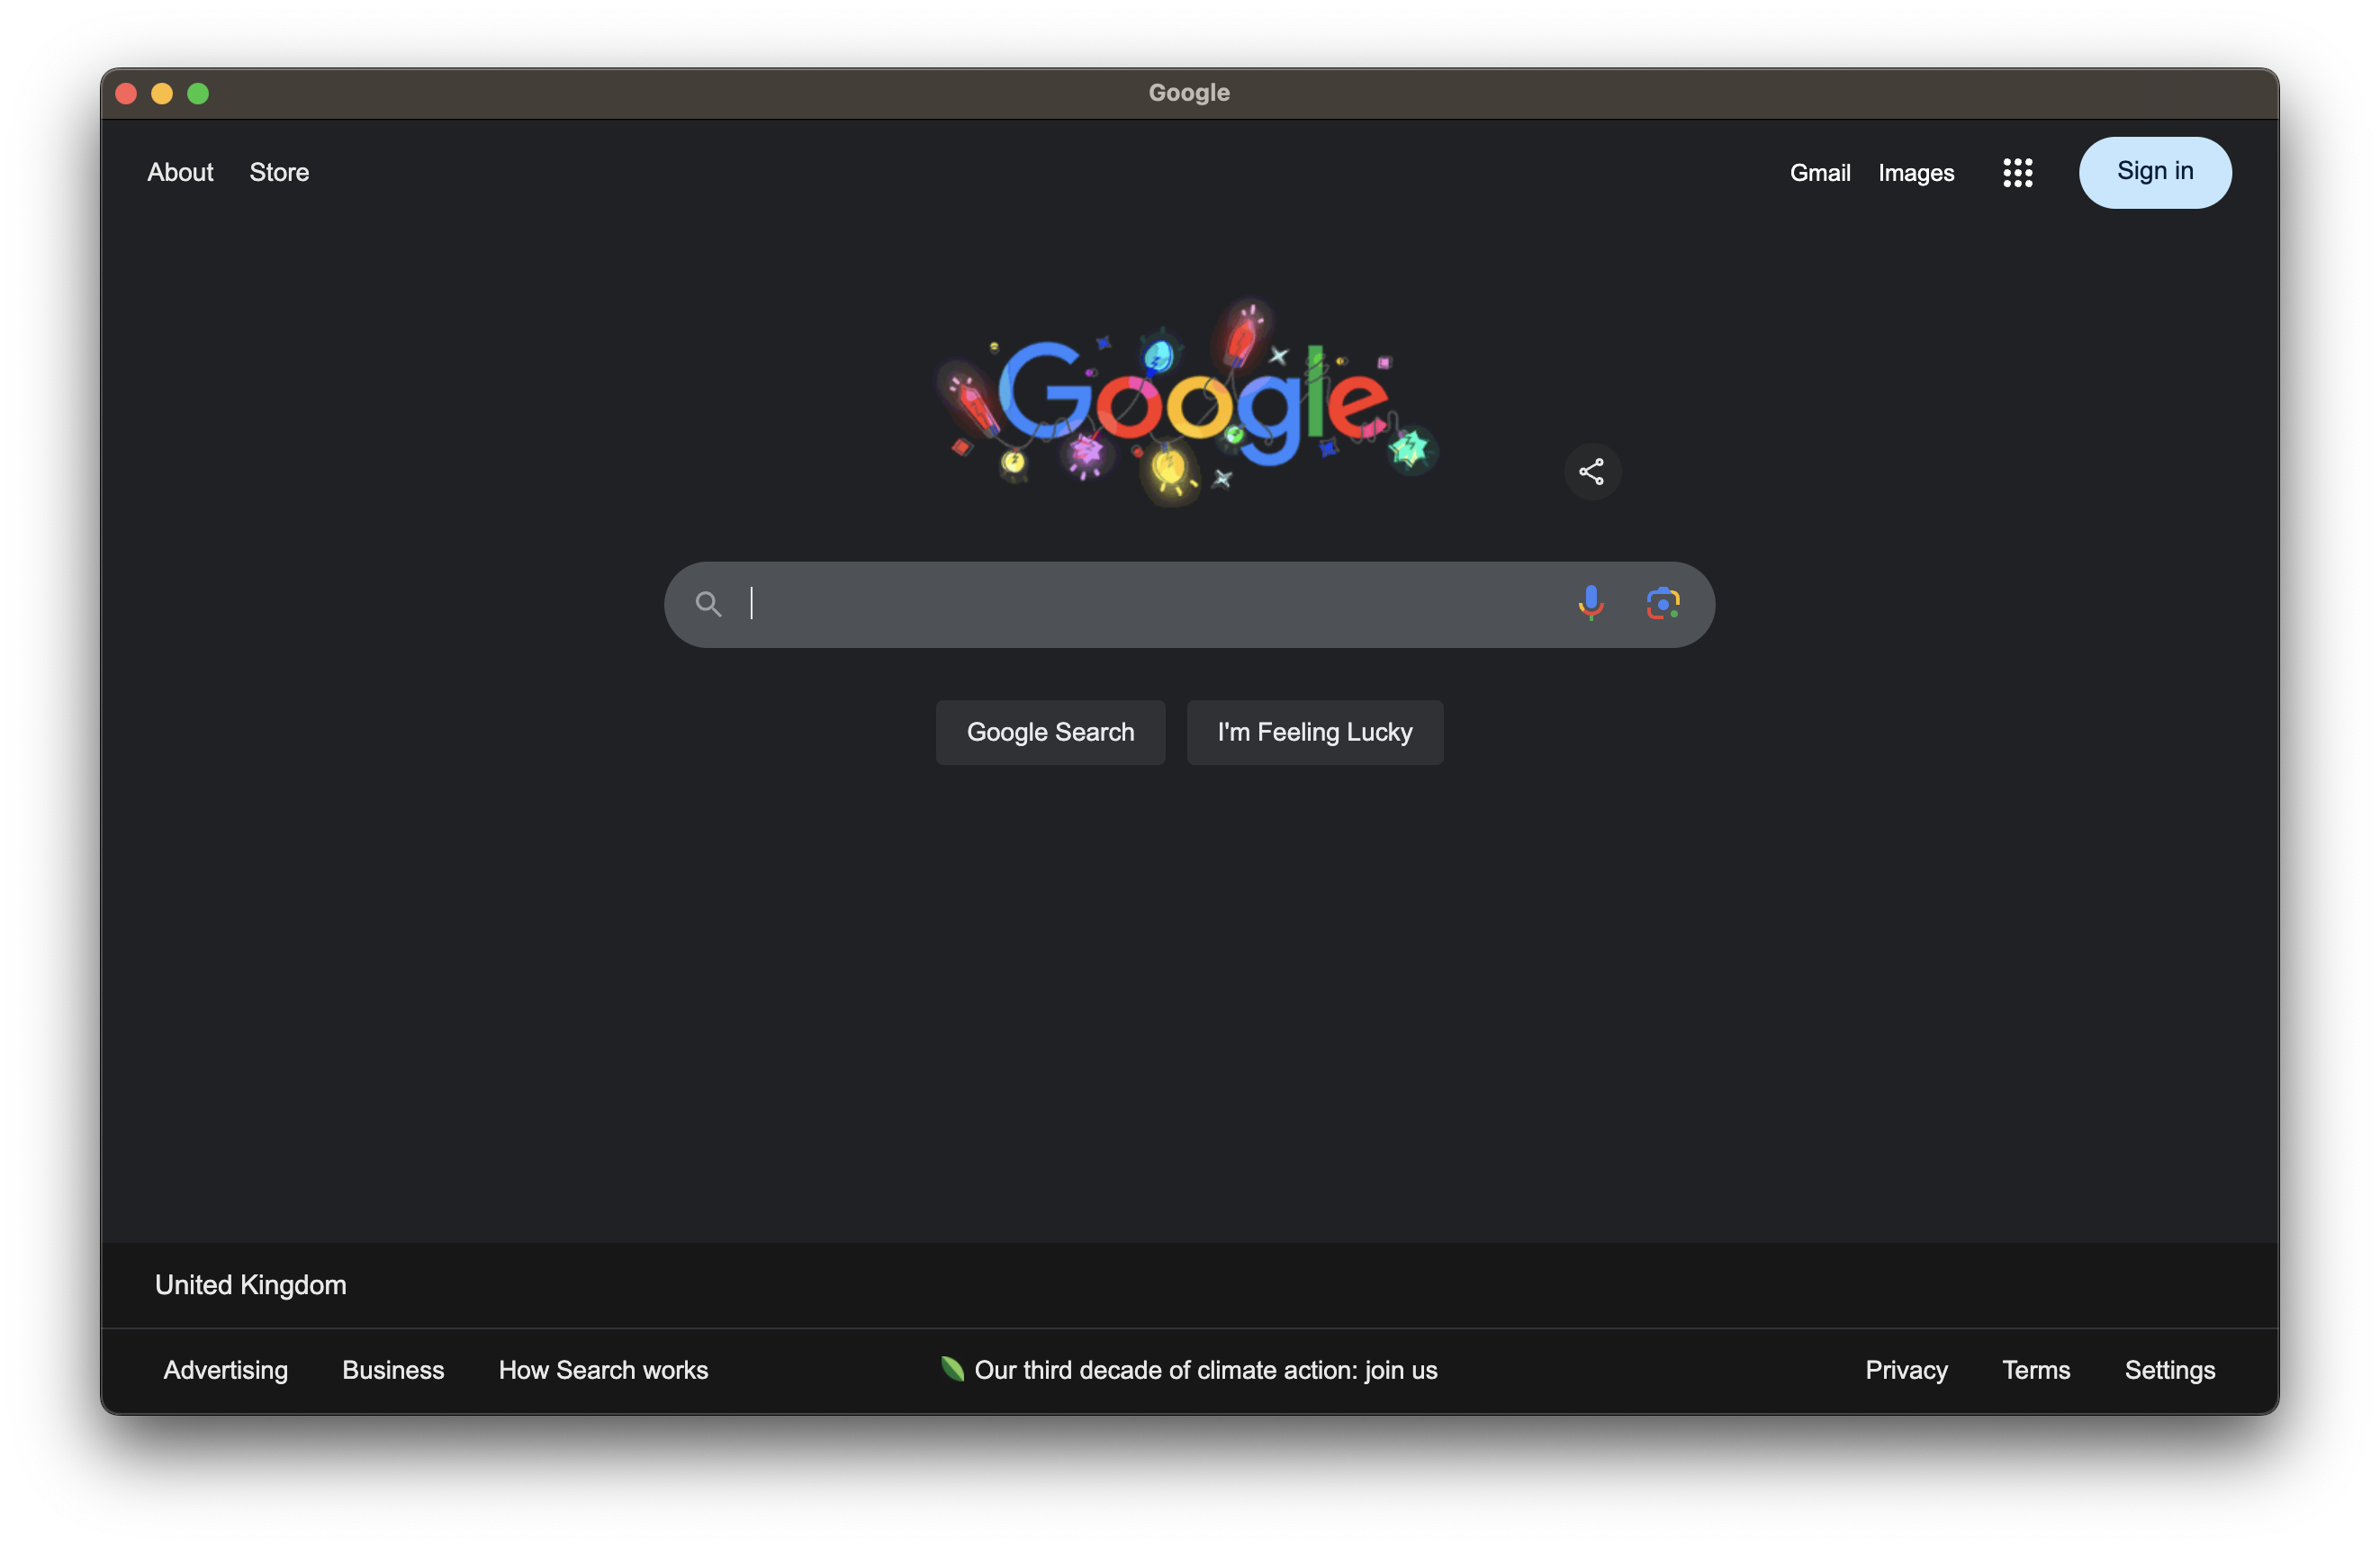 Google
About Store Gmail Images Sign in
Google
Google Search I'm Feeling Lucky
United Kingdom
Advertising Business How Search works Our third decade of climate action: join us Privacy Terms Settings